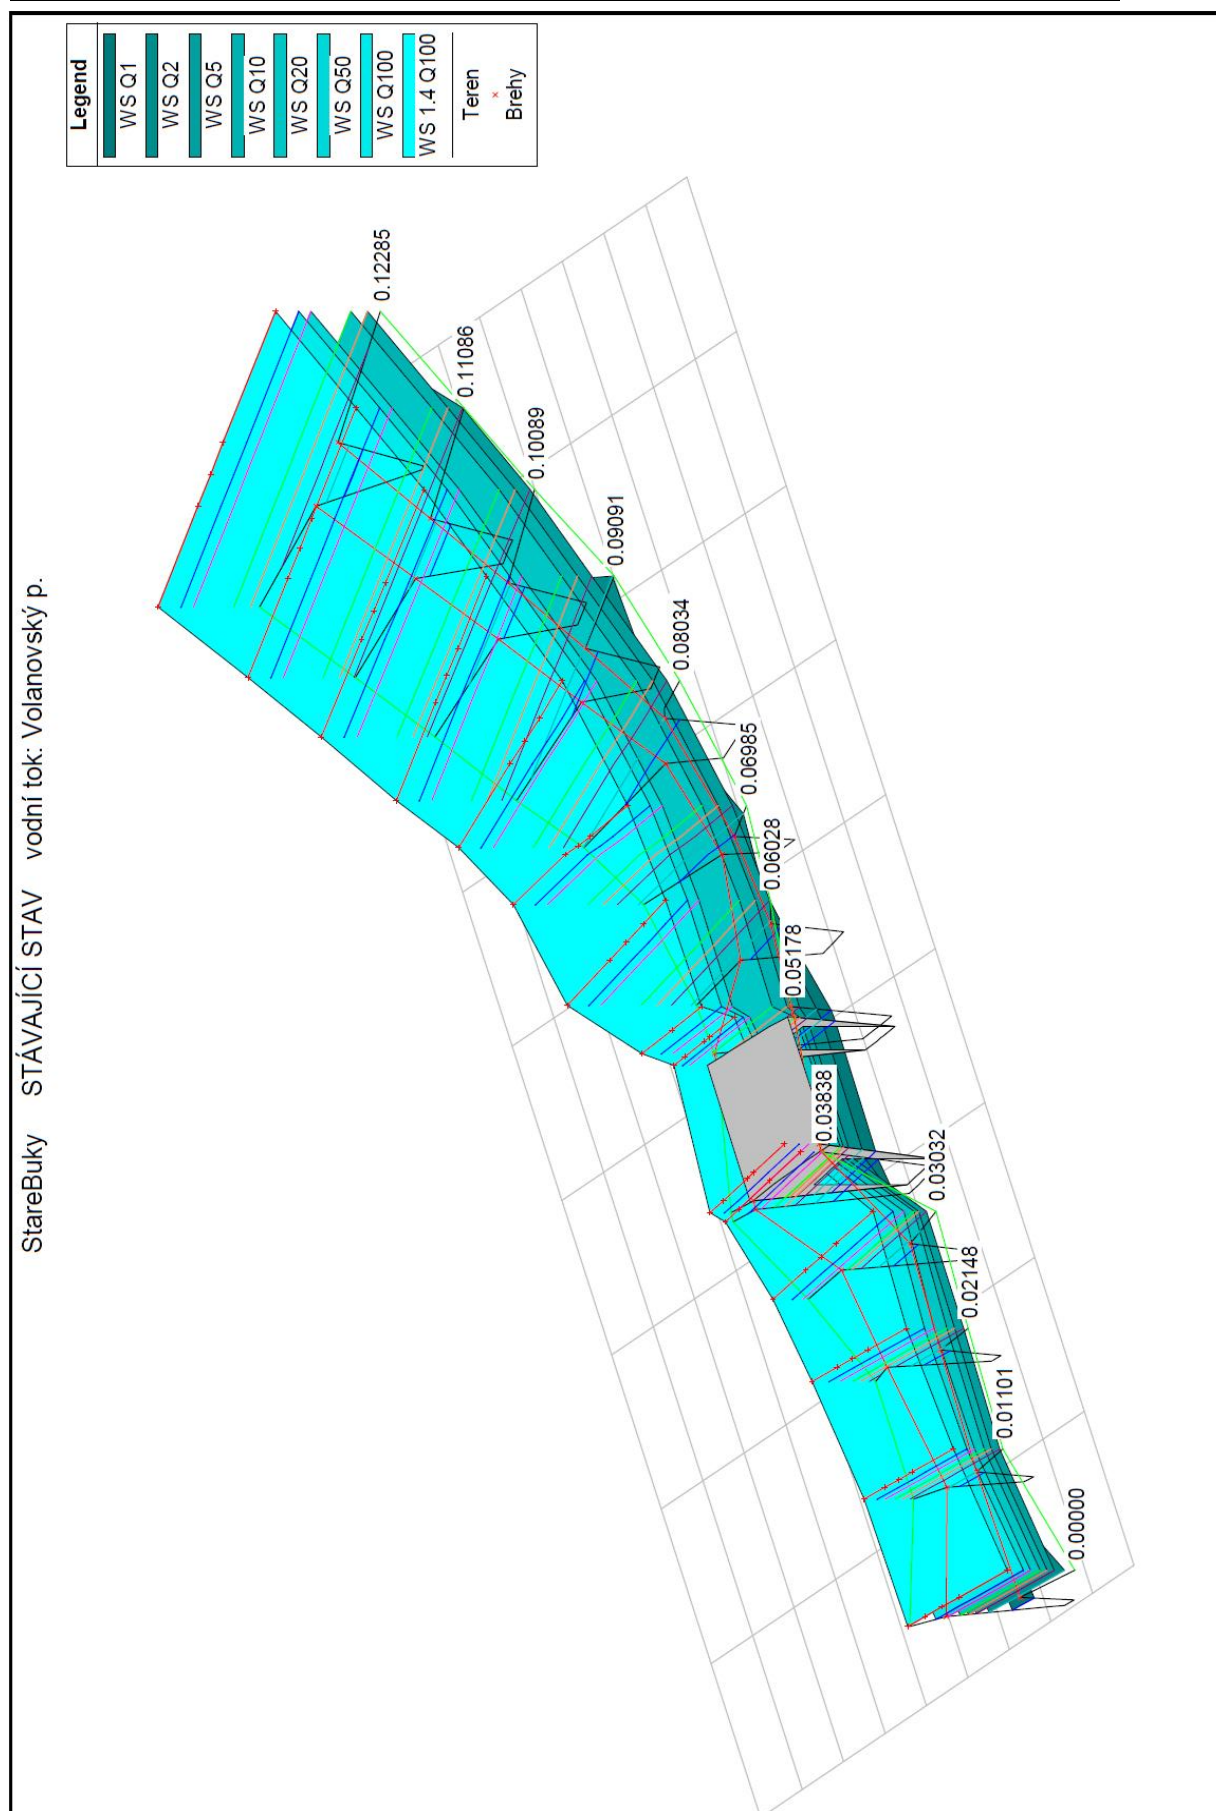 StareBuky STÁVAJÍCÍ STAV vodní tok: Volanovský p.
Legend
WS Q1
WS Q2
WS Q5
WS Q10
WS Q20
WS Q50
WS Q100
WS 1.4 Q100
Teren
Brehy
0.12285
0.11086
0.10089
0.09091
0.08034
0.06985
0.06028
0.05178
0.03838
0.03032
0.02148
0.01101
0.00000